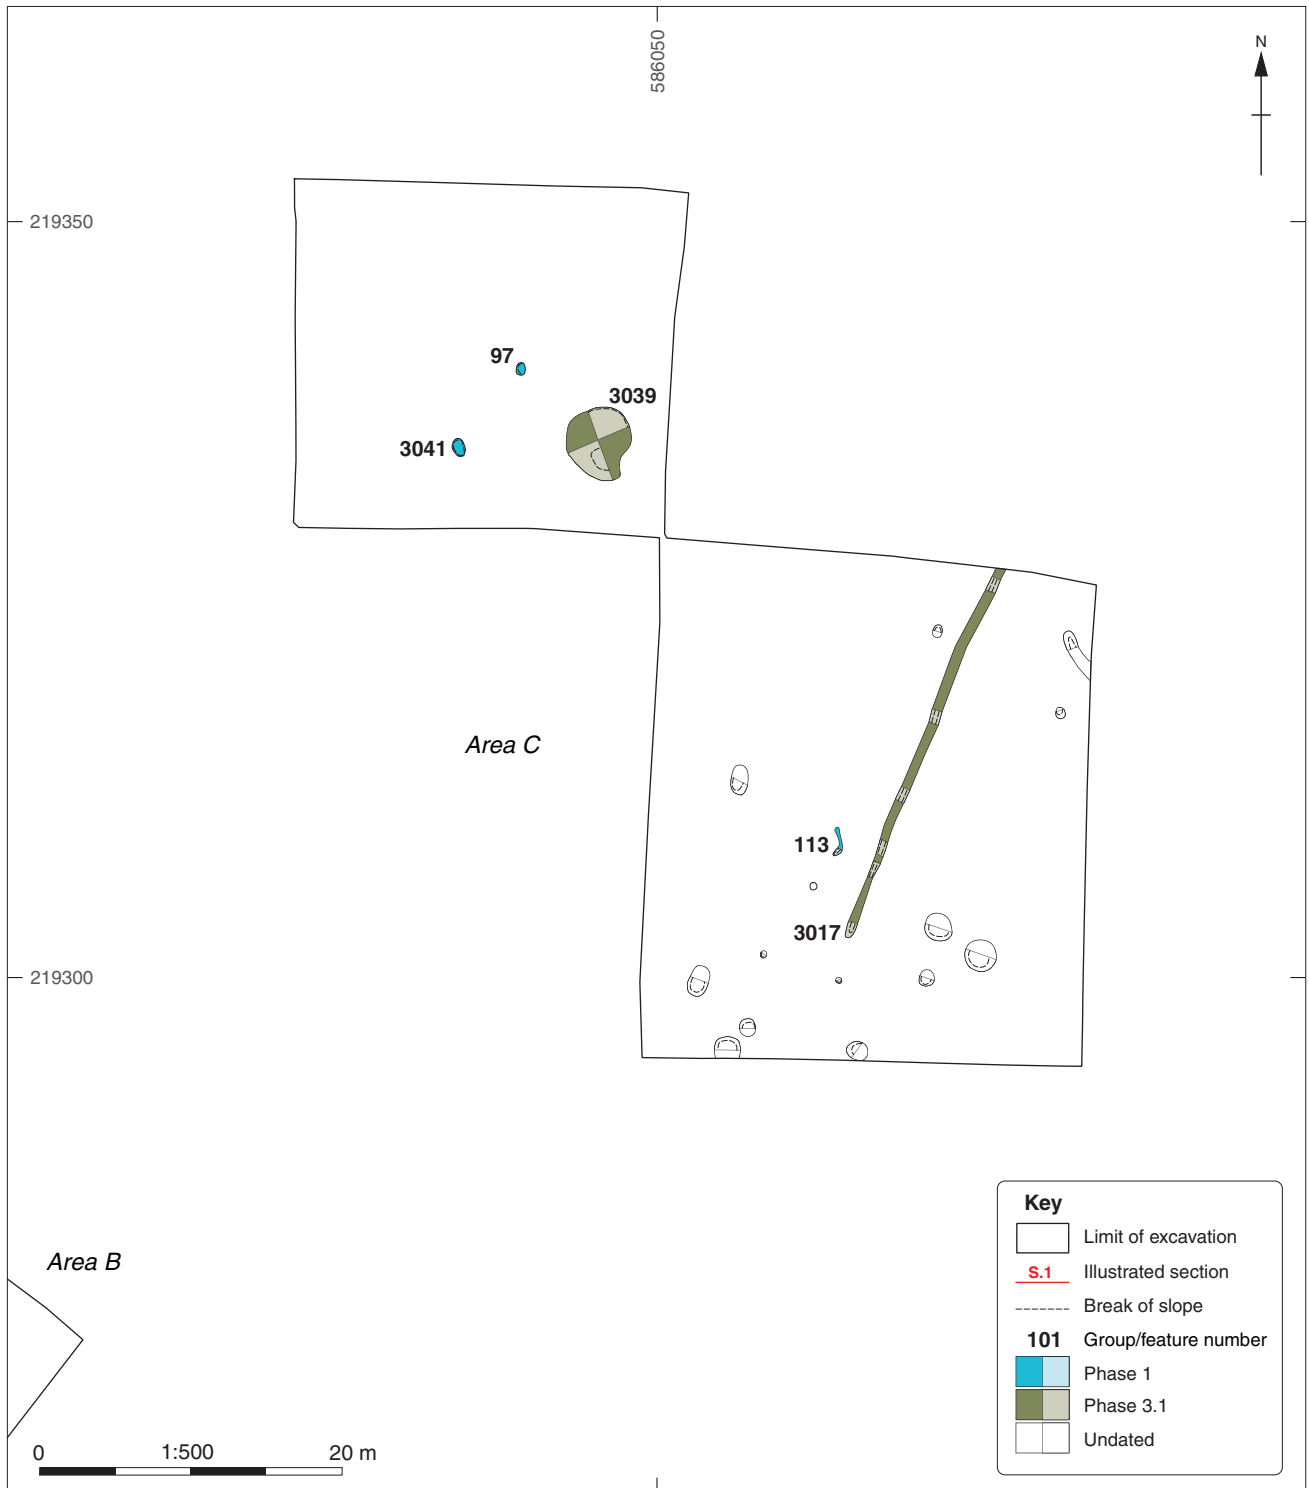 586050
N
219350
97
3039
3041
Area C
113
3017
219300
Area B
Key
Limit of excavation
S.1 Illustrated section
Break of slope
101 Group/feature number
Phase 1
Phase 3.1
Undated
0 1:500 20 m